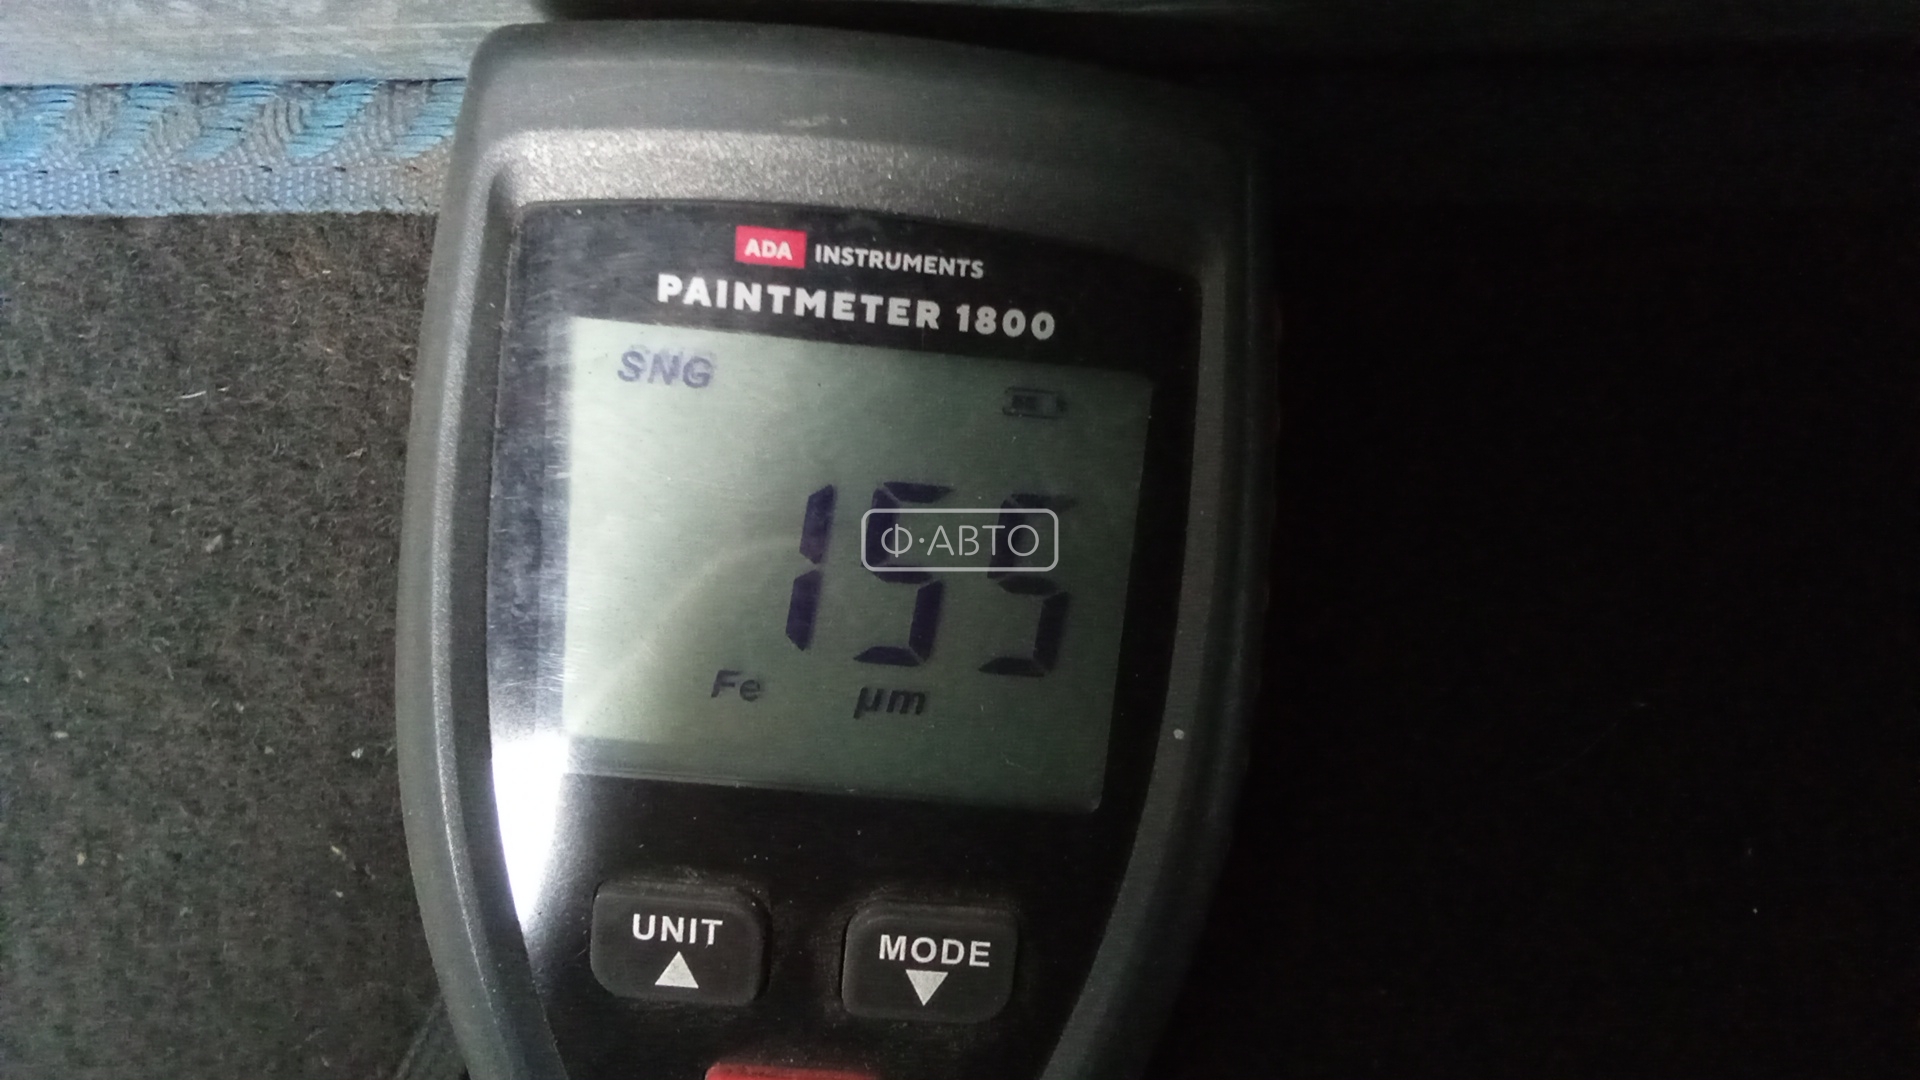 ADA INSTRUMENTS
PAINTMETER 1800
SNG
155
Ф·АВТО
Fe µm
UNIT
MODE